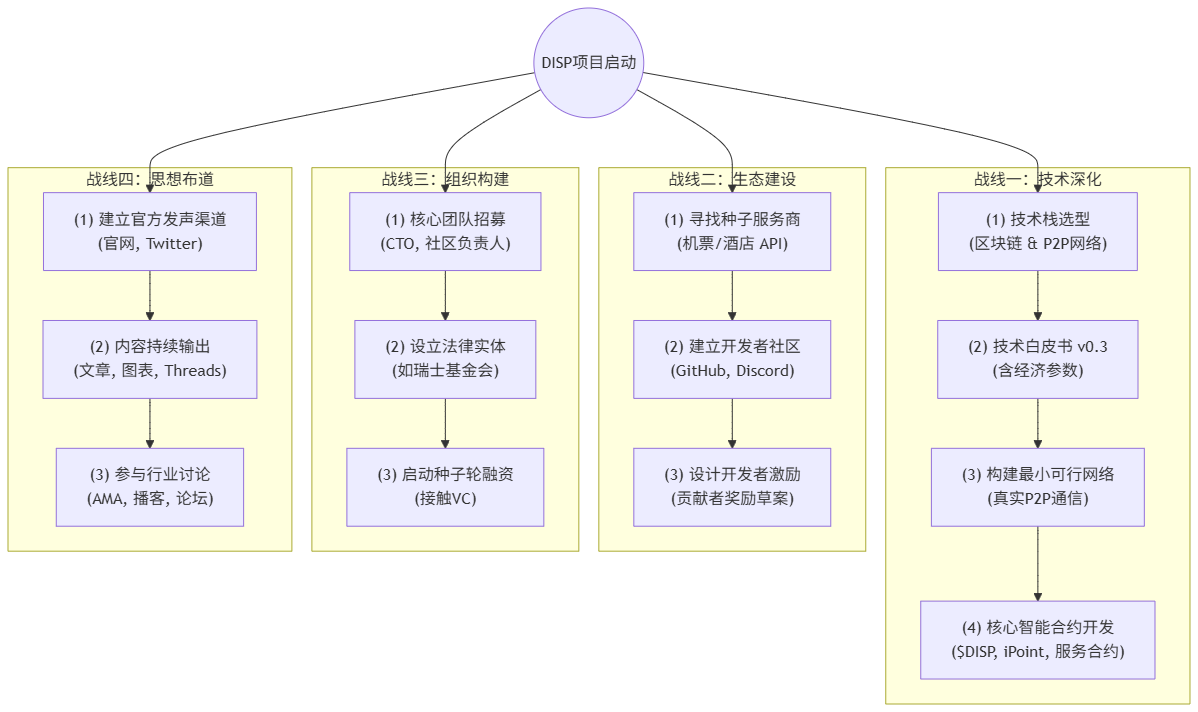 DISP项目启动
战线四：思想布道
(1) 建立官方发声渠道
(官网, Twitter)
(2) 内容持续输出
(文章, 图表, Threads)
(3) 参与行业讨论
(AMA, 播客, 论坛)
战线三：组织构建
(1) 核心团队招募
(CTO, 社区负责人)
(2) 设立法律实体
(如瑞士基金会)
(3) 启动种子轮融资
(接触VC)
战线二：生态建设
(1) 寻找种子服务商
(机票/酒店 API)
(2) 建立开发者社区
(GitHub, Discord)
(3) 设计开发者激励
(贡献者奖励草案)
战线一：技术深化
(1) 技术栈选型
(区块链 & P2P网络)
(2) 技术白皮书 v0.3
(含经济参数)
(3) 构建最小可行网络
(真实P2P通信)
(4) 核心智能合约开发
($DISP, iPoint, 服务合约)